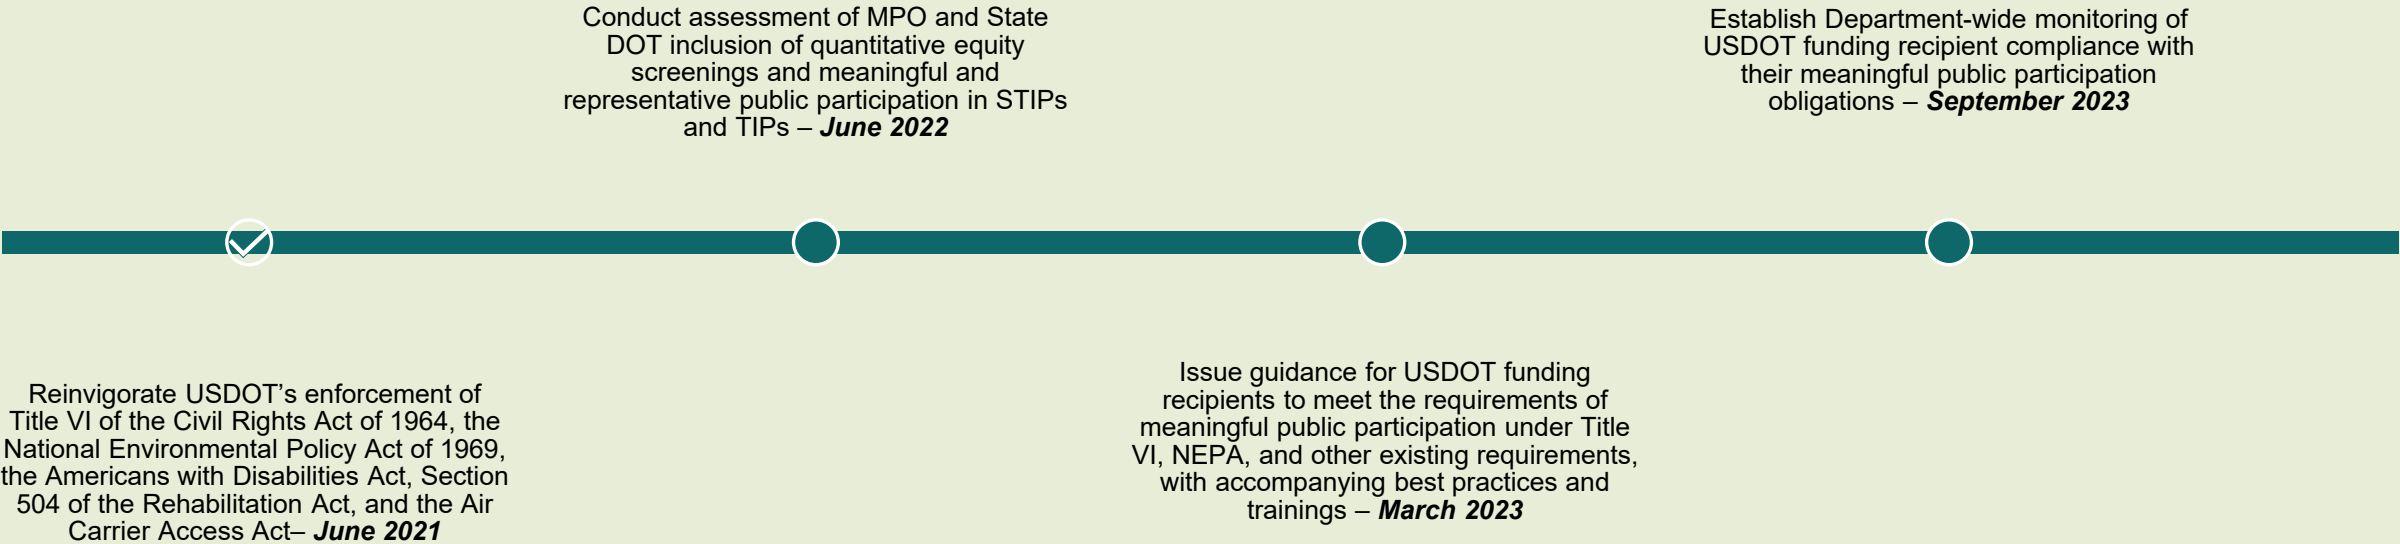 Conduct assessment of MPO and State
DOT inclusion of quantitative equity
screenings and meaningful and
representative public participation in STIPs
and TIPs – June 2022
Establish Department-wide monitoring of
USDOT funding recipient compliance with
their meaningful public participation
obligations – September 2023
Reinvigorate USDOT’s enforcement of
Title VI of the Civil Rights Act of 1964, the
National Environmental Policy Act of 1969,
the Americans with Disabilities Act, Section
504 of the Rehabilitation Act, and the Air
Carrier Access Act– June 2021
Issue guidance for USDOT funding
recipients to meet the requirements of
meaningful public participation under Title
VI, NEPA, and other existing requirements,
with accompanying best practices and
trainings – March 2023